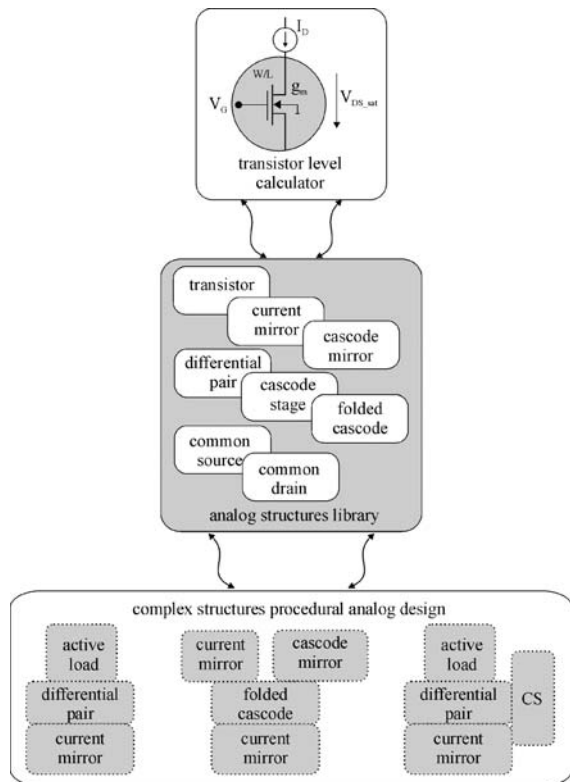 I_D
W/L
g_m
V_G
V_DS_sat
transistor level
calculator
transistor
current
mirror
cascode
mirror
differential
pair
cascode
stage
folded
cascode
common
source
common
drain
analog structures library
complex structures procedural analog design
active
load
differential
pair
current
mirror
current
mirror
cascode
mirror
folded
cascode
current
mirror
active
load
differential
pair
current
mirror
CS